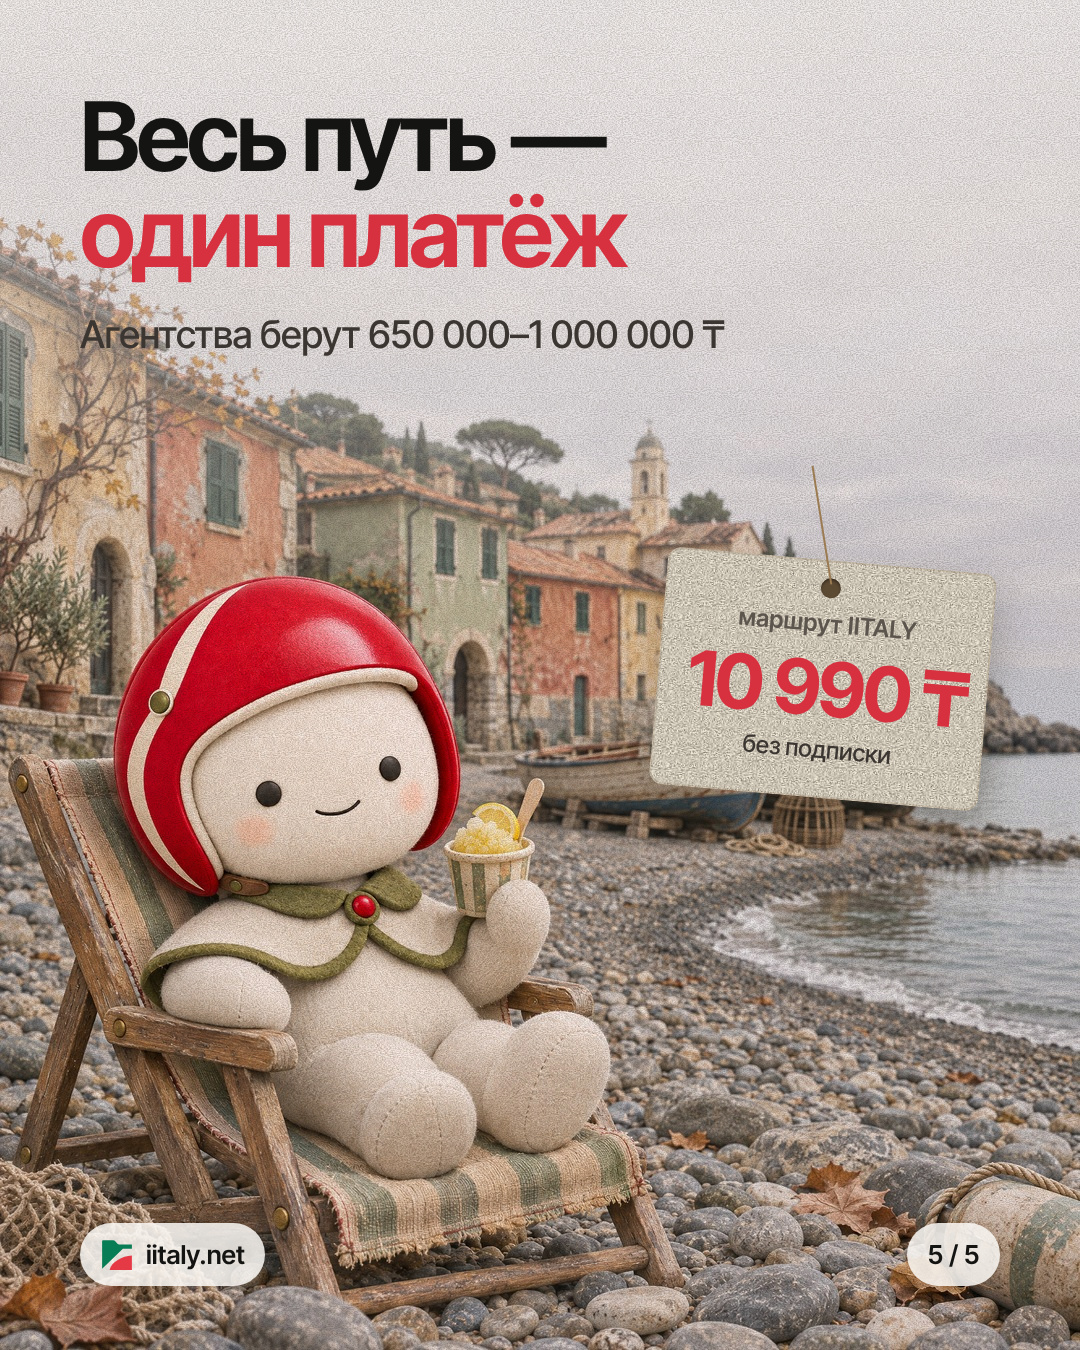 Весь путь —
один платёж
Агентства берут 650 000–1 000 000 ₸
маршрут IITALY
10 990 ₸
без подписки
iitaly.net
5 / 5